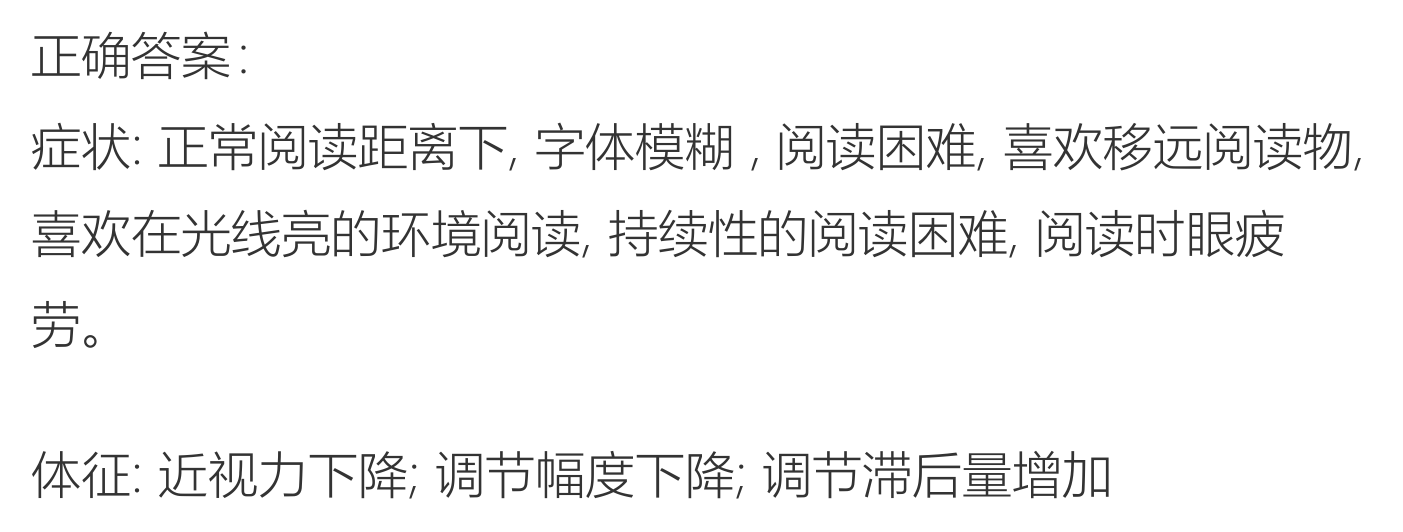 正确答案：
症状: 正常阅读距离下, 字体模糊 , 阅读困难, 喜欢移远阅读物,
喜欢在光线亮的环境阅读, 持续性的阅读困难, 阅读时眼疲
劳。
体征: 近视力下降; 调节幅度下降; 调节滞后量增加